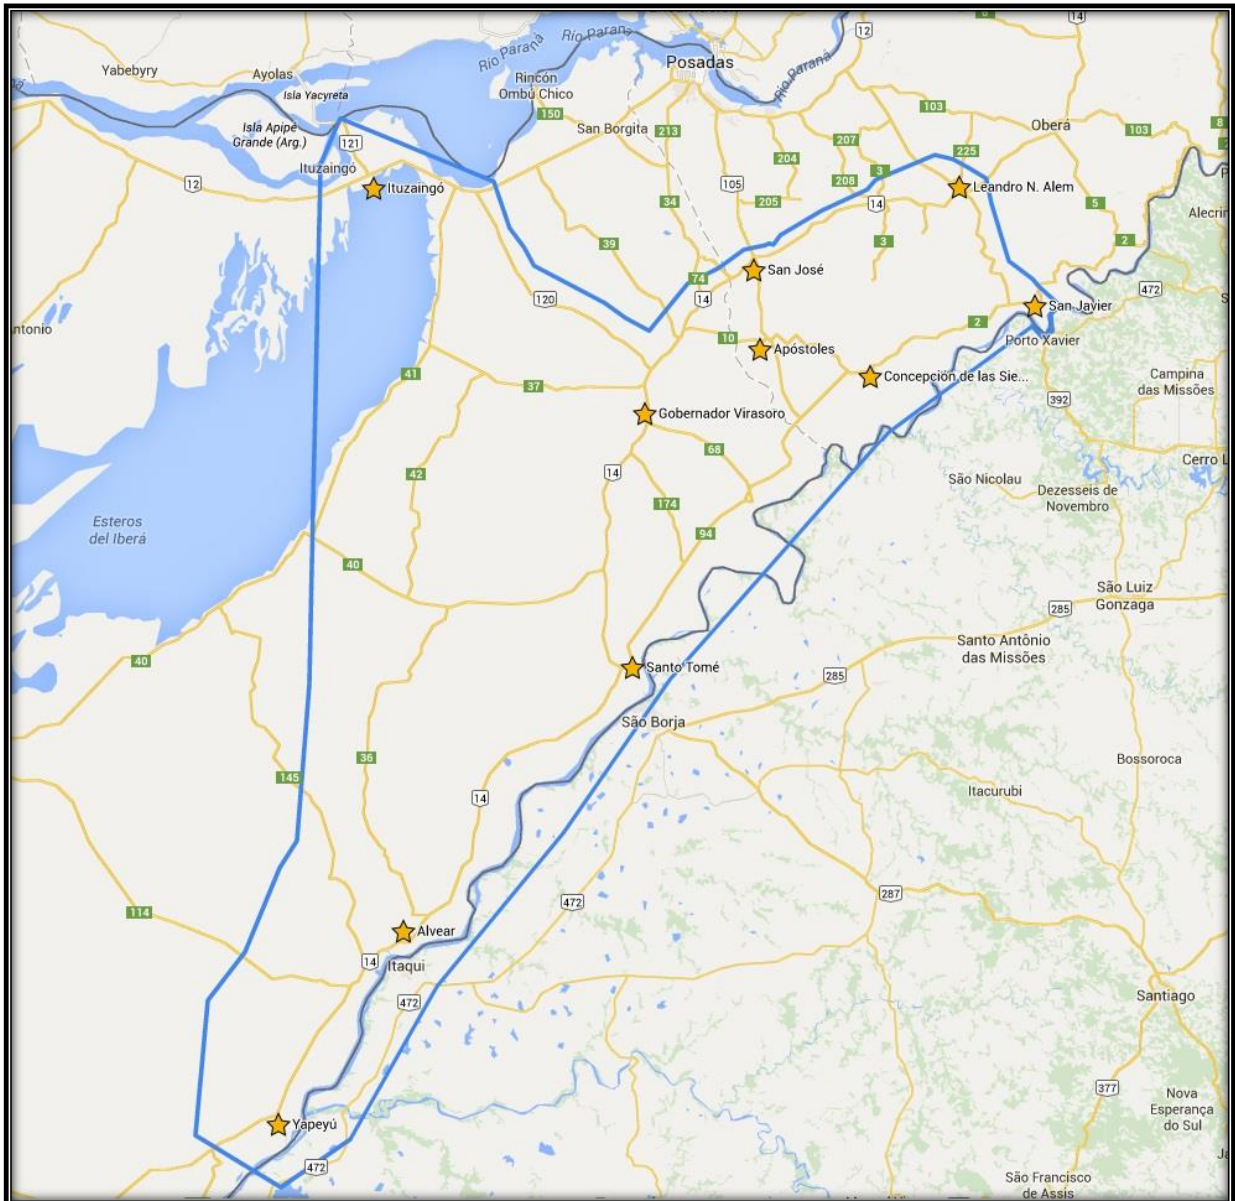 14
12
6
Río Paraná
Río Paraná
Posadas
Yabebyry
Ayolas
Rincón
Ombú Chico
Río Paraná
Isla Yacyreta
103
Oberá
103
8
150
San Borgita
213
207
Isla Apipé
Grande (Arg.)
121
225
204
Ituzaingó
3
12
Ituzaingó
105
208
Leandro N. Alem
34
205
14
5
Alecrin
39
3
2
74
San José
472
120
14
San Javier
2
Porto Xavier
10
Apóstoles
41
37
Concepción de las Sie...
Campina
das Missões
392
Gobernador Virasoro
68
14
Cerro L
42
São Nicolau
Dezesseis de
Novembro
174
Esteros
del Iberá
94
40
São Luiz
Gonzaga
285
Santo Antônio
das Missões
40
Santo Tomé
285
São Borja
36
Bossoroca
145
14
Itacurubi
287
472
114
Alvear
14
Itaqui
472
Santiago
377
Nova
Esperança
do Sul
Yapeyú
472
São Francisco
de Assis